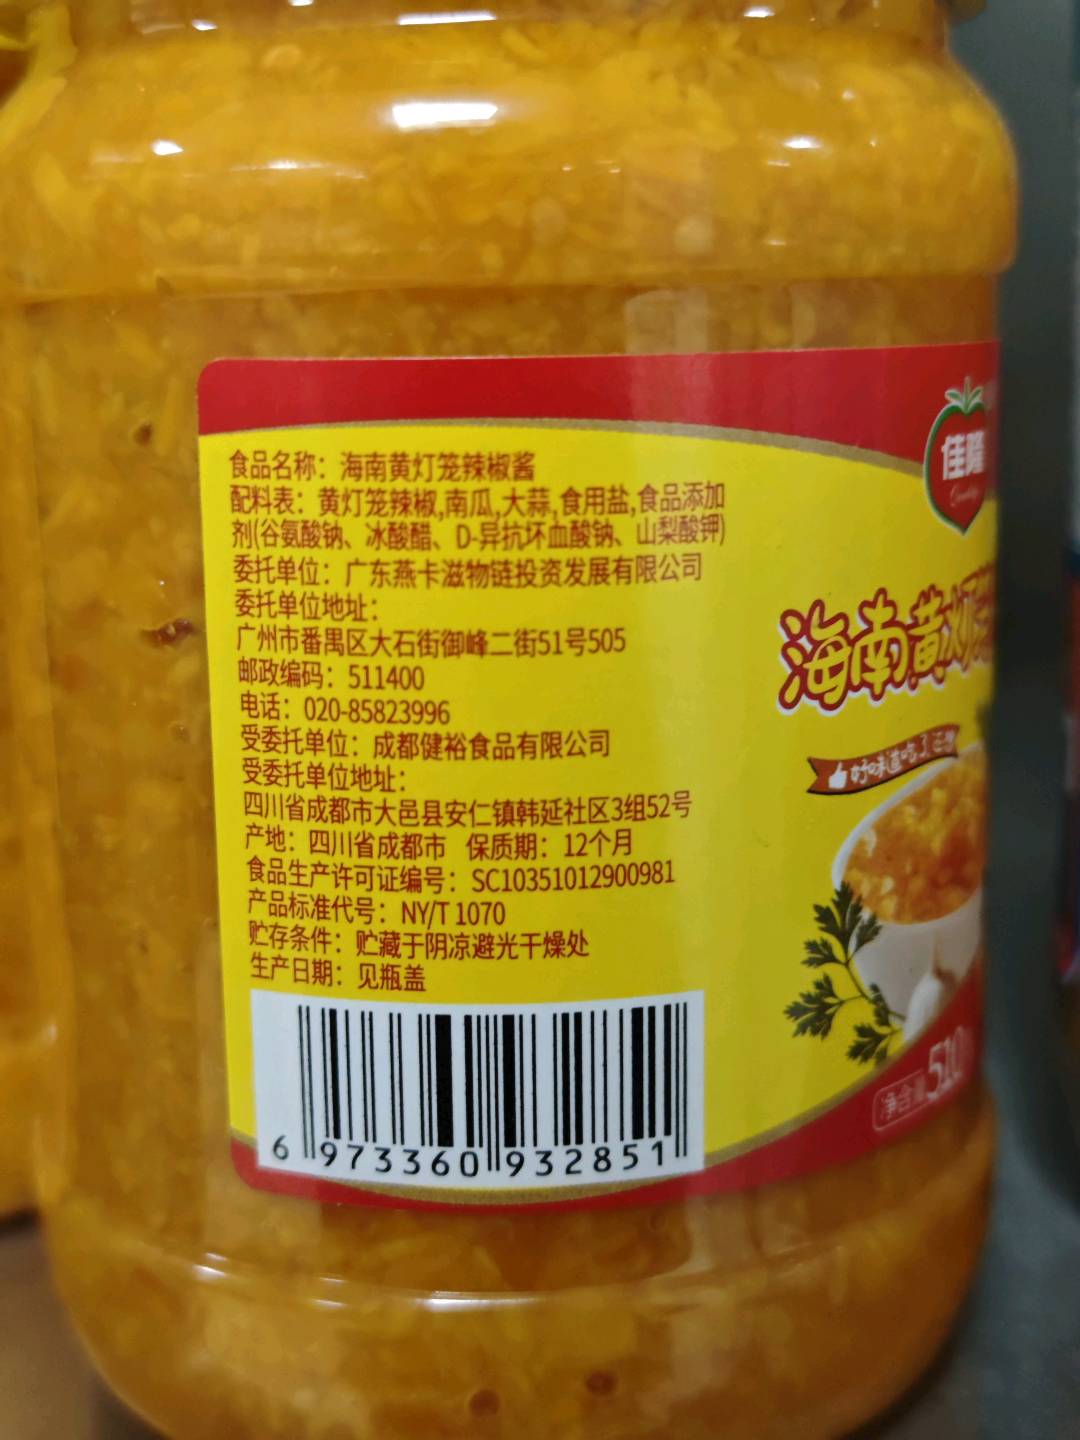 食品名称：海南黄灯笼辣椒酱
配料表：黄灯笼辣椒,南瓜,大蒜,食用盐,食品添加
剂(谷氨酸钠、冰酸醋、D-异抗坏血酸钠、山梨酸钾)
委托单位：广东燕卡滋物链投资发展有限公司
委托单位地址：
广州市番禺区大石街御峰二街51号505
邮政编码：511400
电话：020-85823996
受委托单位：成都健裕食品有限公司
受委托单位地址：
四川省成都市大邑县安仁镇韩延社区3组52号
产地：四川省成都市 保质期：12个月
食品生产许可证编号：SC10351012900981
产品标准代号：NY/T 1070
贮存条件：贮藏于阴凉避光干燥处
生产日期：见瓶盖
6 973360 932851
佳隆
海南黄灯
好味道吃
净含量510